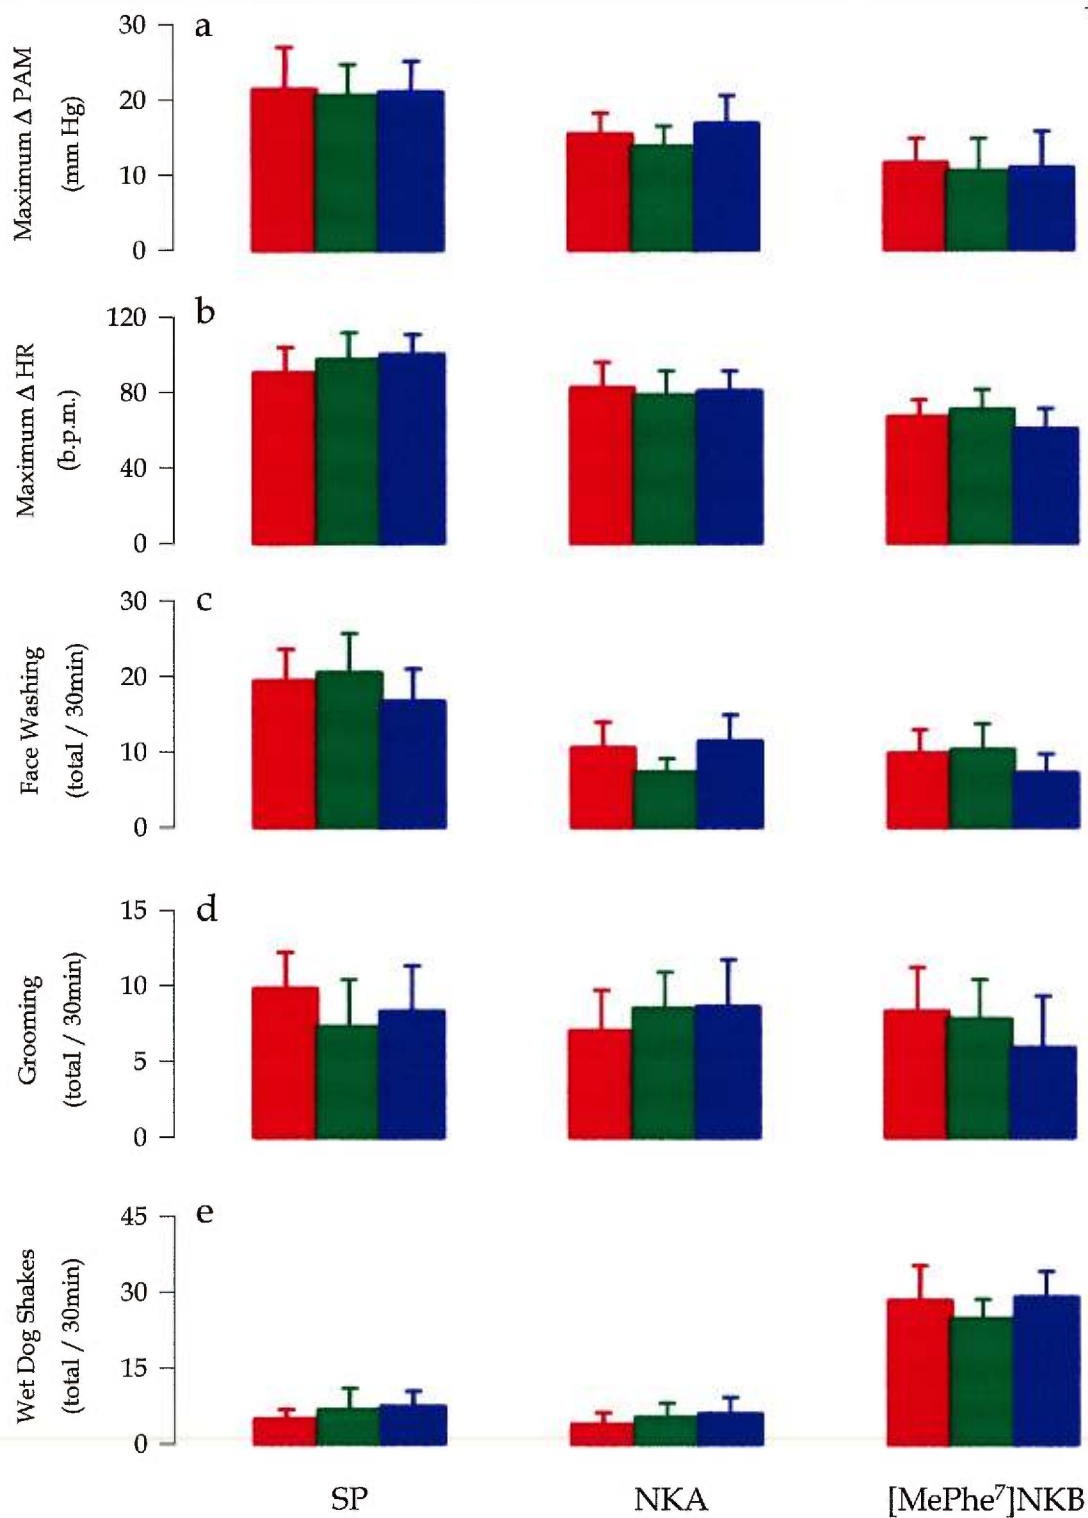 a
Maximum Δ PAM
(mm Hg)
30
20
10
0
b
Maximum Δ HR
(b.p.m.)
120
80
40
0
c
Face Washing
(total / 30min)
30
20
10
0
d
Grooming
(total / 30min)
15
10
5
0
e
Wet Dog Shakes
(total / 30min)
45
30
15
0
SP NKA [MePhe⁷]NKB